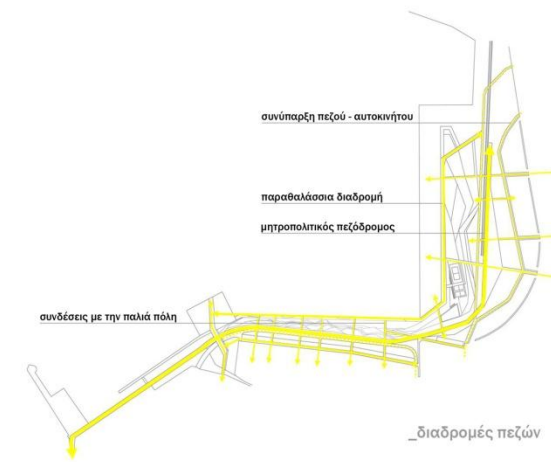 συνύπαρξη πεζού - αυτοκινήτου
παραθαλάσσια διαδρομή
μητροπολιτικός πεζόδρομος
συνδέσεις με την παλιά πόλη
_διαδρομές πεζών